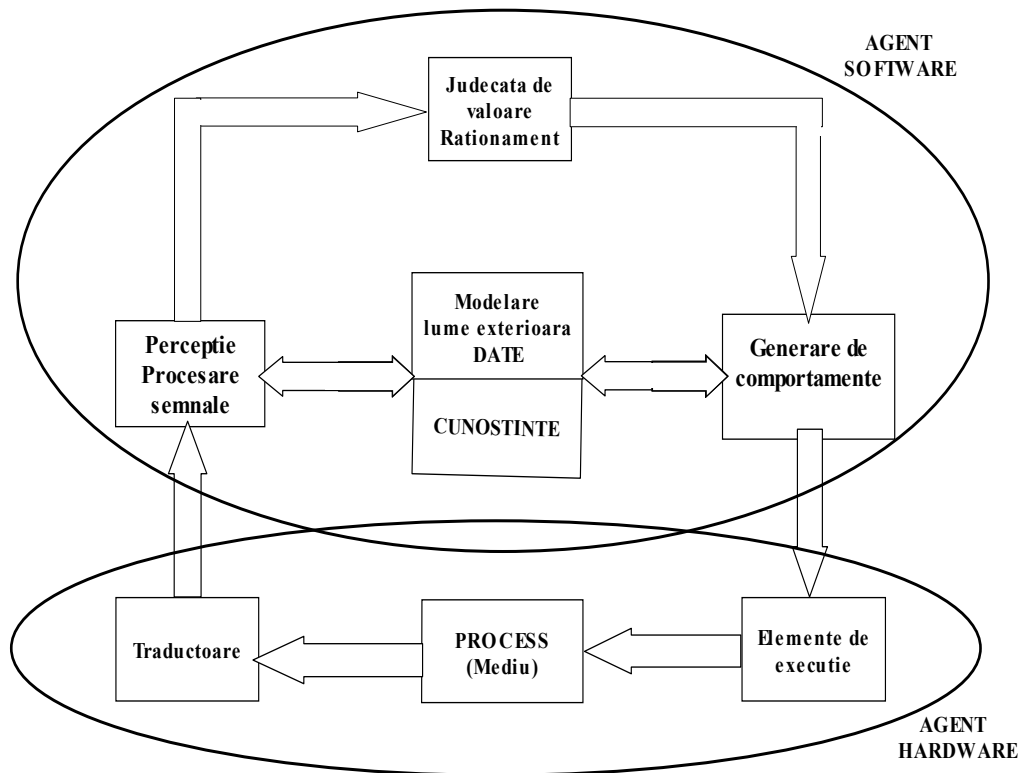 AGENT
SOFTWARE
Judecata de
valoare
Rationament
Perceptie
Procesare
semnale
Modelare
lume exterioara
DATE
CUNOSTINTE
Generare de
comportamente
Traductoare
PROCESS
(Mediu)
Elemente de
executie
AGENT
HARDWARE